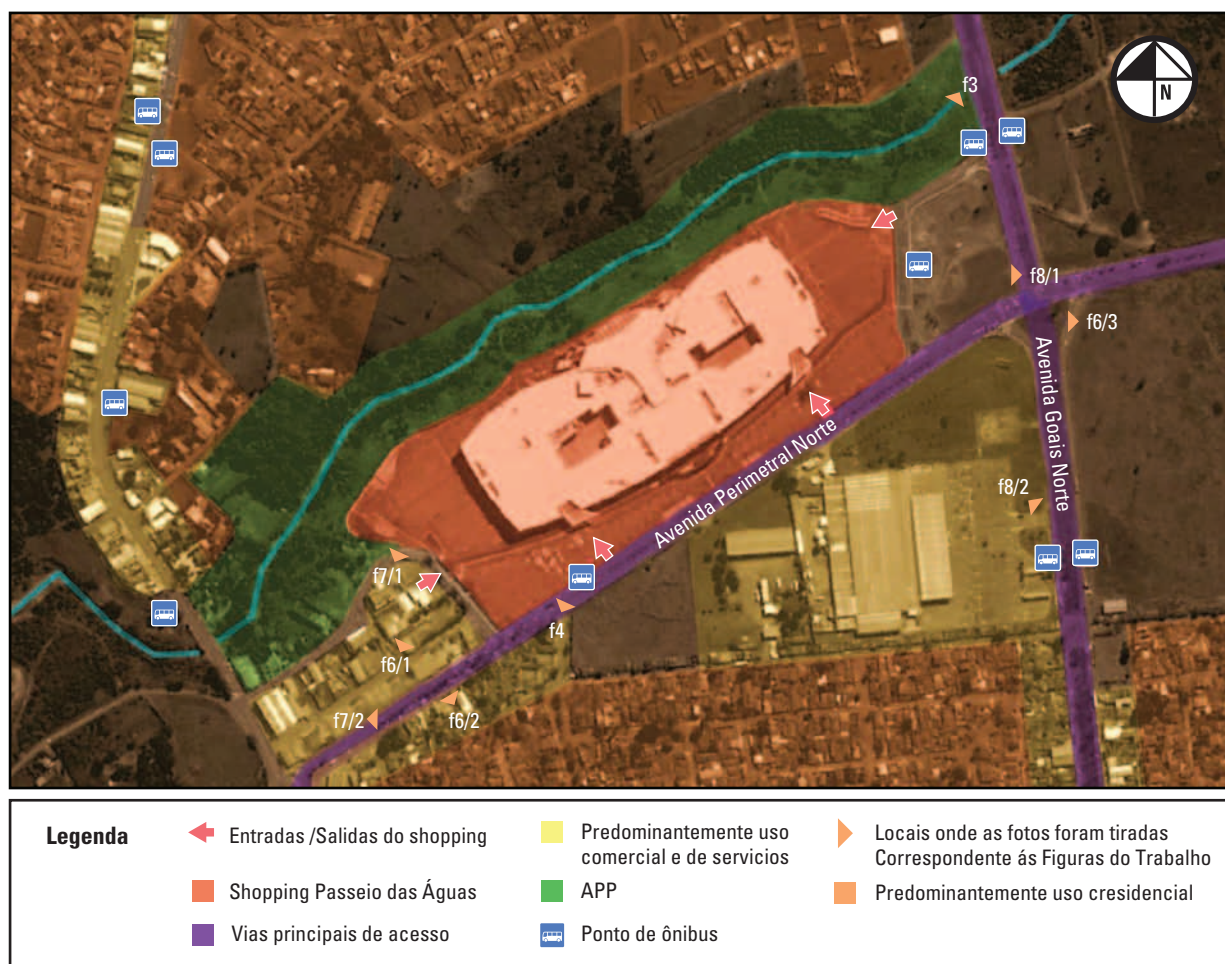 N
f3
f8/1
f6/3
Avenida Goais Norte
Avenida Perimetral Norte
f8/2
f7/1
f4
f6/1
f7/2
f6/2
Legenda
Entradas /Salidas do shopping
Shopping Passeio das Águas
Vias principais de acesso
Predominantemente uso
comercial e de servicios
APP
Ponto de ônibus
Locais onde as fotos foram tiradas
Correspondente ás Figuras do Trabalho
Predominantemente uso cresidencial